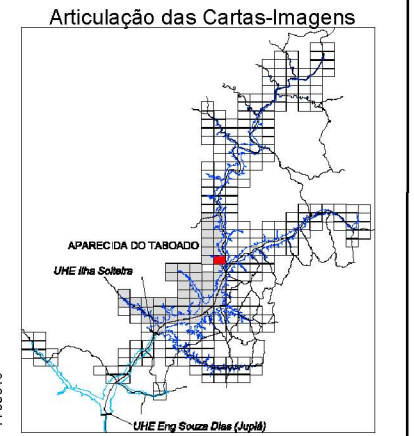 Articulação das Cartas-Imagens
APARECIDA DO TABOADO
UHE Ilha Solteira
UHE Eng Souza Dias (Jupiá)